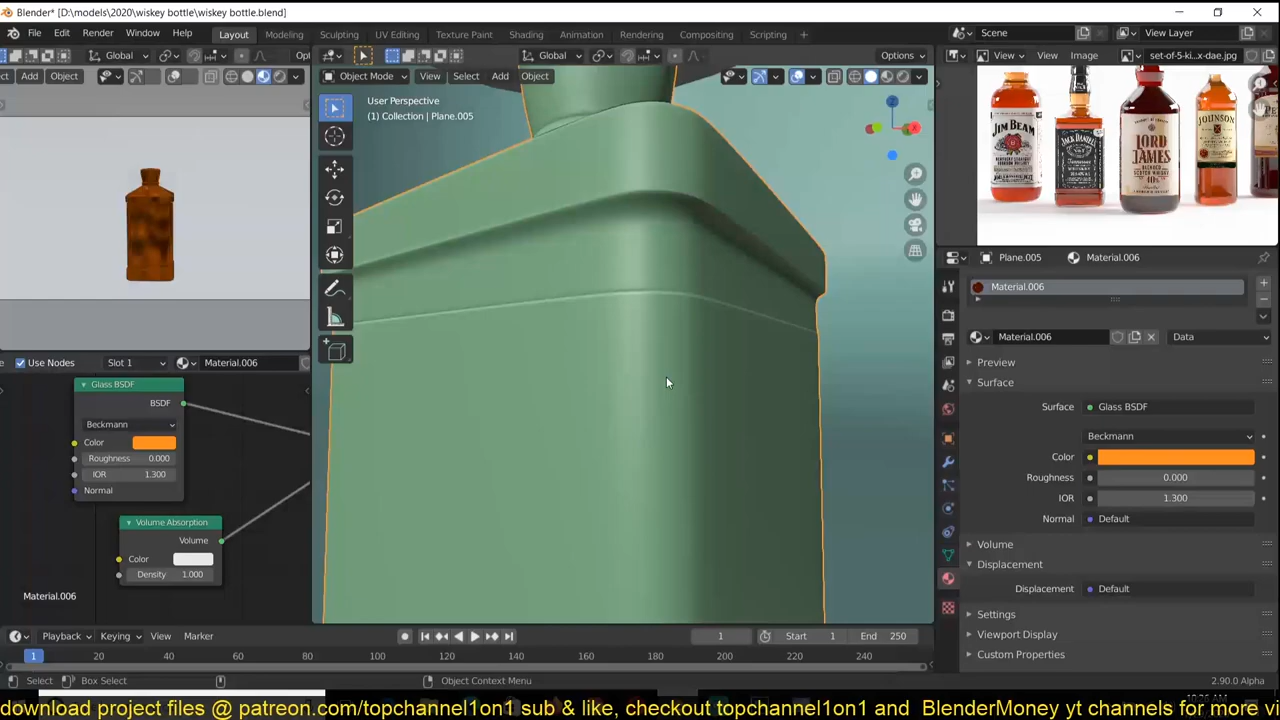 Blender* [D:\models\2020\wiskey bottle\wiskey bottle.blend]
File Edit Render Window Help Layout Modeling Sculpting UV Editing Texture Paint Shading Animation Rendering Compositing Scripting Scene View Layer
Global Global Options View Image set-of-5-ki...x-dae.jpg
Add Object Object Mode View Select Add Object
User Perspective
(1) Collection | Plane.005
JIM BEAM
JACK DANIEL'S
LORD
JAMES
JOHNSON
Plane.005 Material.006
Material.006
Material.006 Data
Preview
Surface
Surface Glass BSDF
Beckmann
Color
Roughness 0.000
IOR 1.300
Normal Default
Volume
Displacement
Displacement Default
Settings
Viewport Display
Custom Properties
Use Nodes Slot 1 Material.006
Glass BSDF
BSDF
Beckmann
Color
Roughness 0.000
IOR 1.300
Normal
Volume Absorption
Volume
Color
Density 1.000
Material.006
Playback Keying View Marker 1 Start 1 End 250
1 20 40 60 80 100 120 140 160 180 200 220 240
Select Box Select Object Context Menu 2.90.0 Alpha
download project files @ patreon.com/topchannel1on1 sub & like, checkout topchannel1on1 and BlenderMoney yt channels for more vi